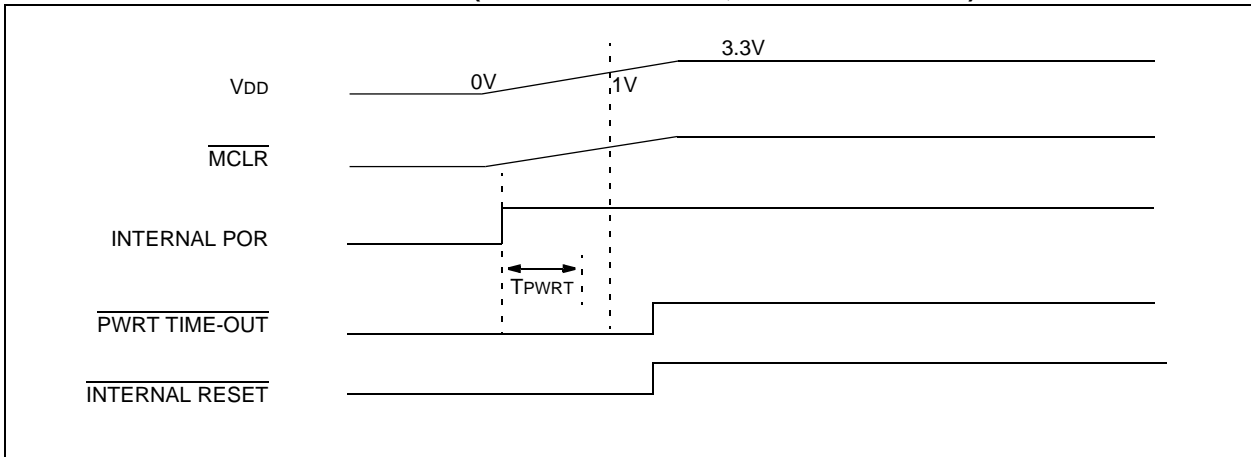 3.3V
VDD
0V
1V
MCLR
INTERNAL POR
TPWRT
PWRT TIME-OUT
INTERNAL RESET